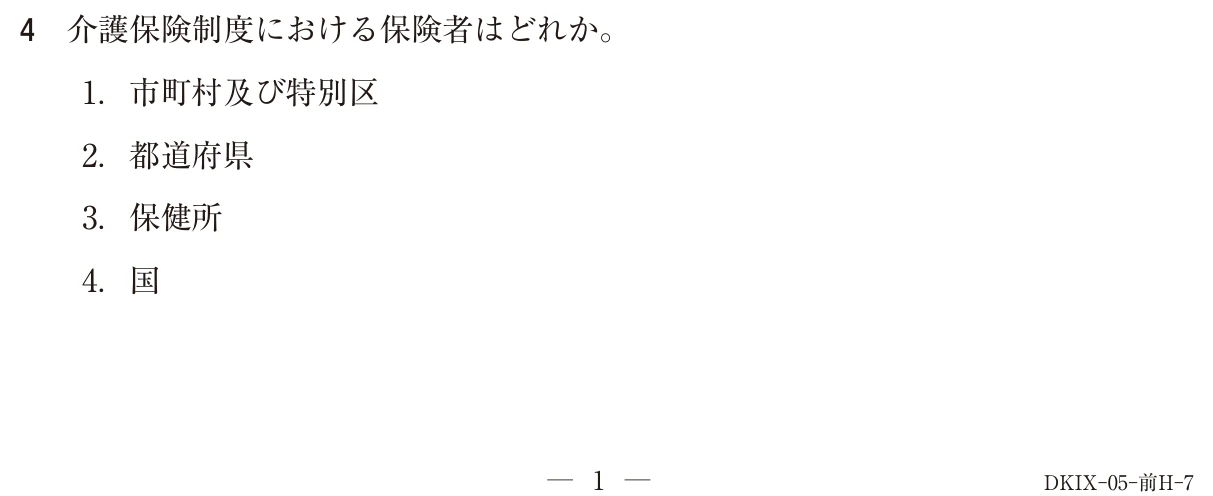 4 介護保険制度における保険者はどれか。
1. 市町村及び特別区
2. 都道府県
3. 保健所
4. 国
— 1 —
DKIX-05-前H-7